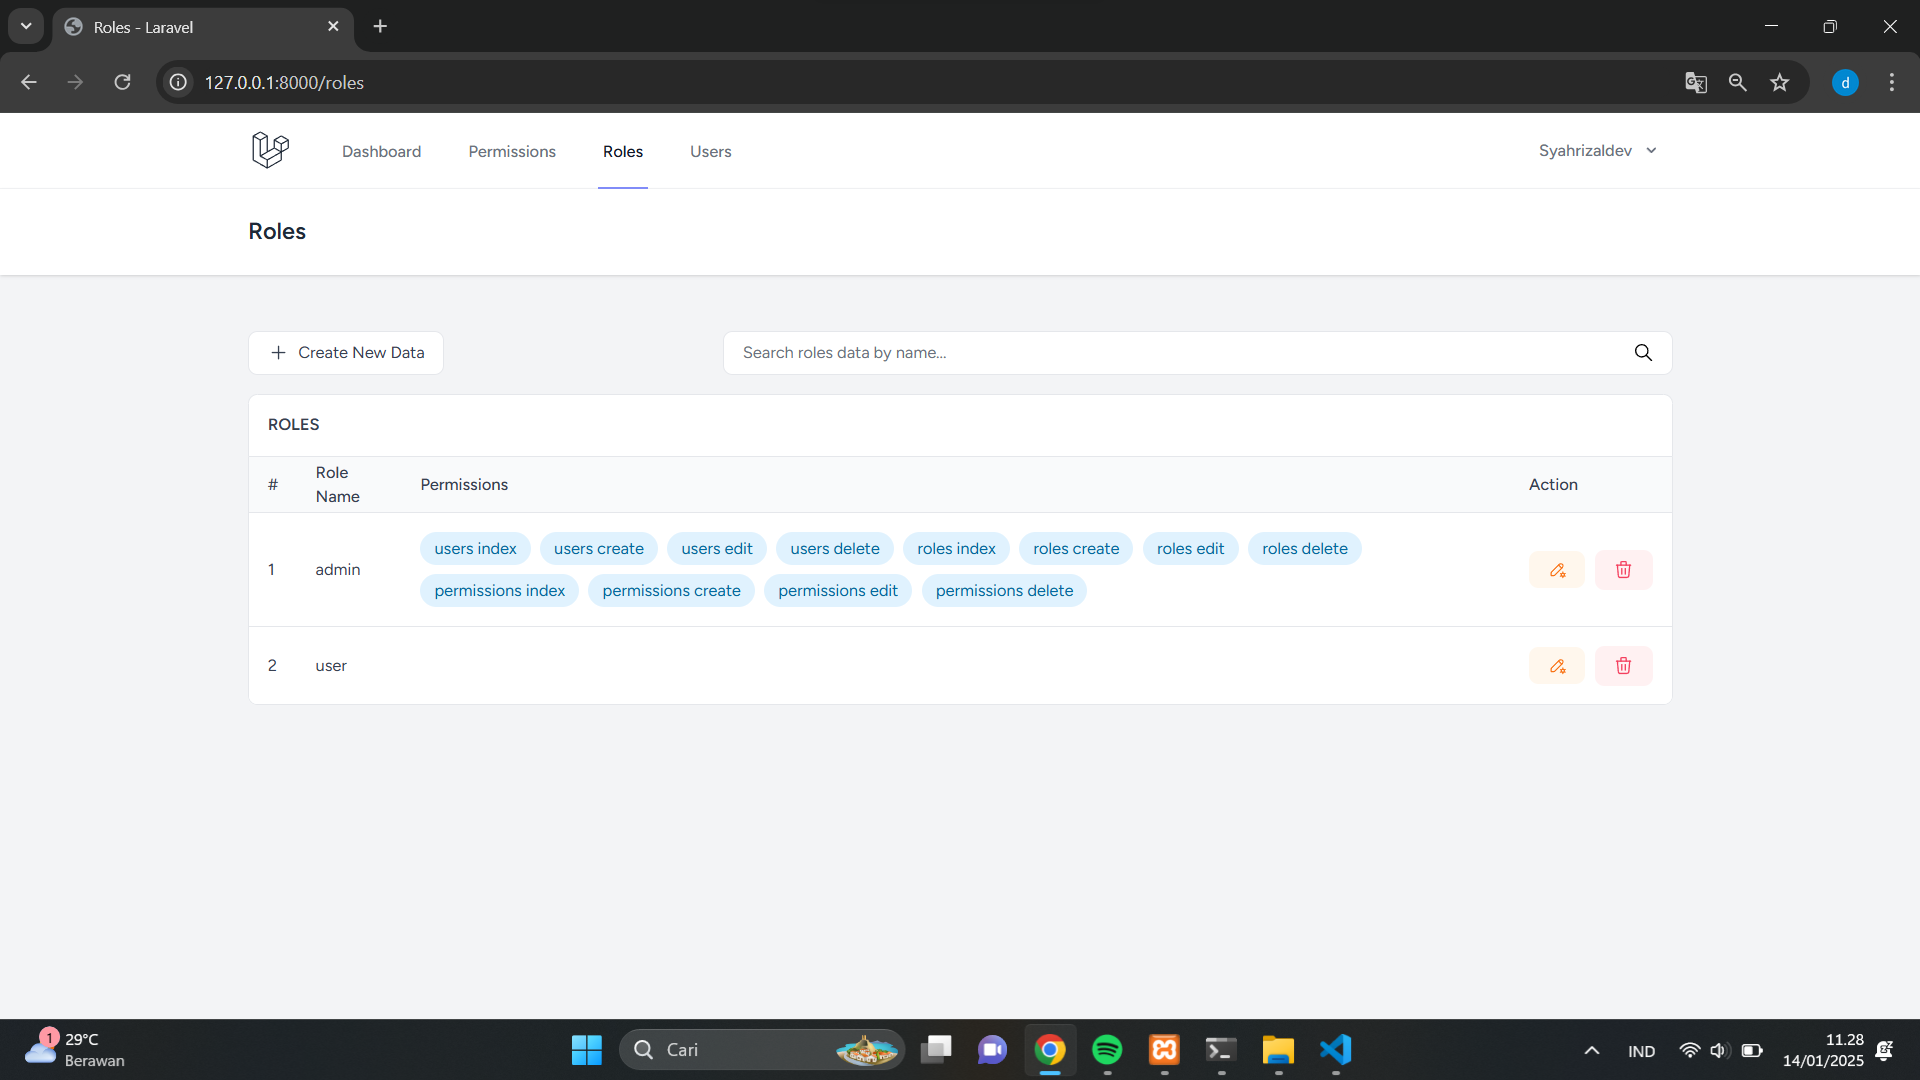 Roles - Laravel
127.0.0.1:8000/roles
d
Dashboard Permissions Roles Users Syahrizaldev
Roles
Create New Data
Search roles data by name...
ROLES
# Role Name Permissions Action
1 admin users index users create users edit users delete roles index roles create roles edit roles delete
permissions index permissions create permissions edit permissions delete
2 user
1 29°C
Berawan
Cari
IND
11.28
14/01/2025